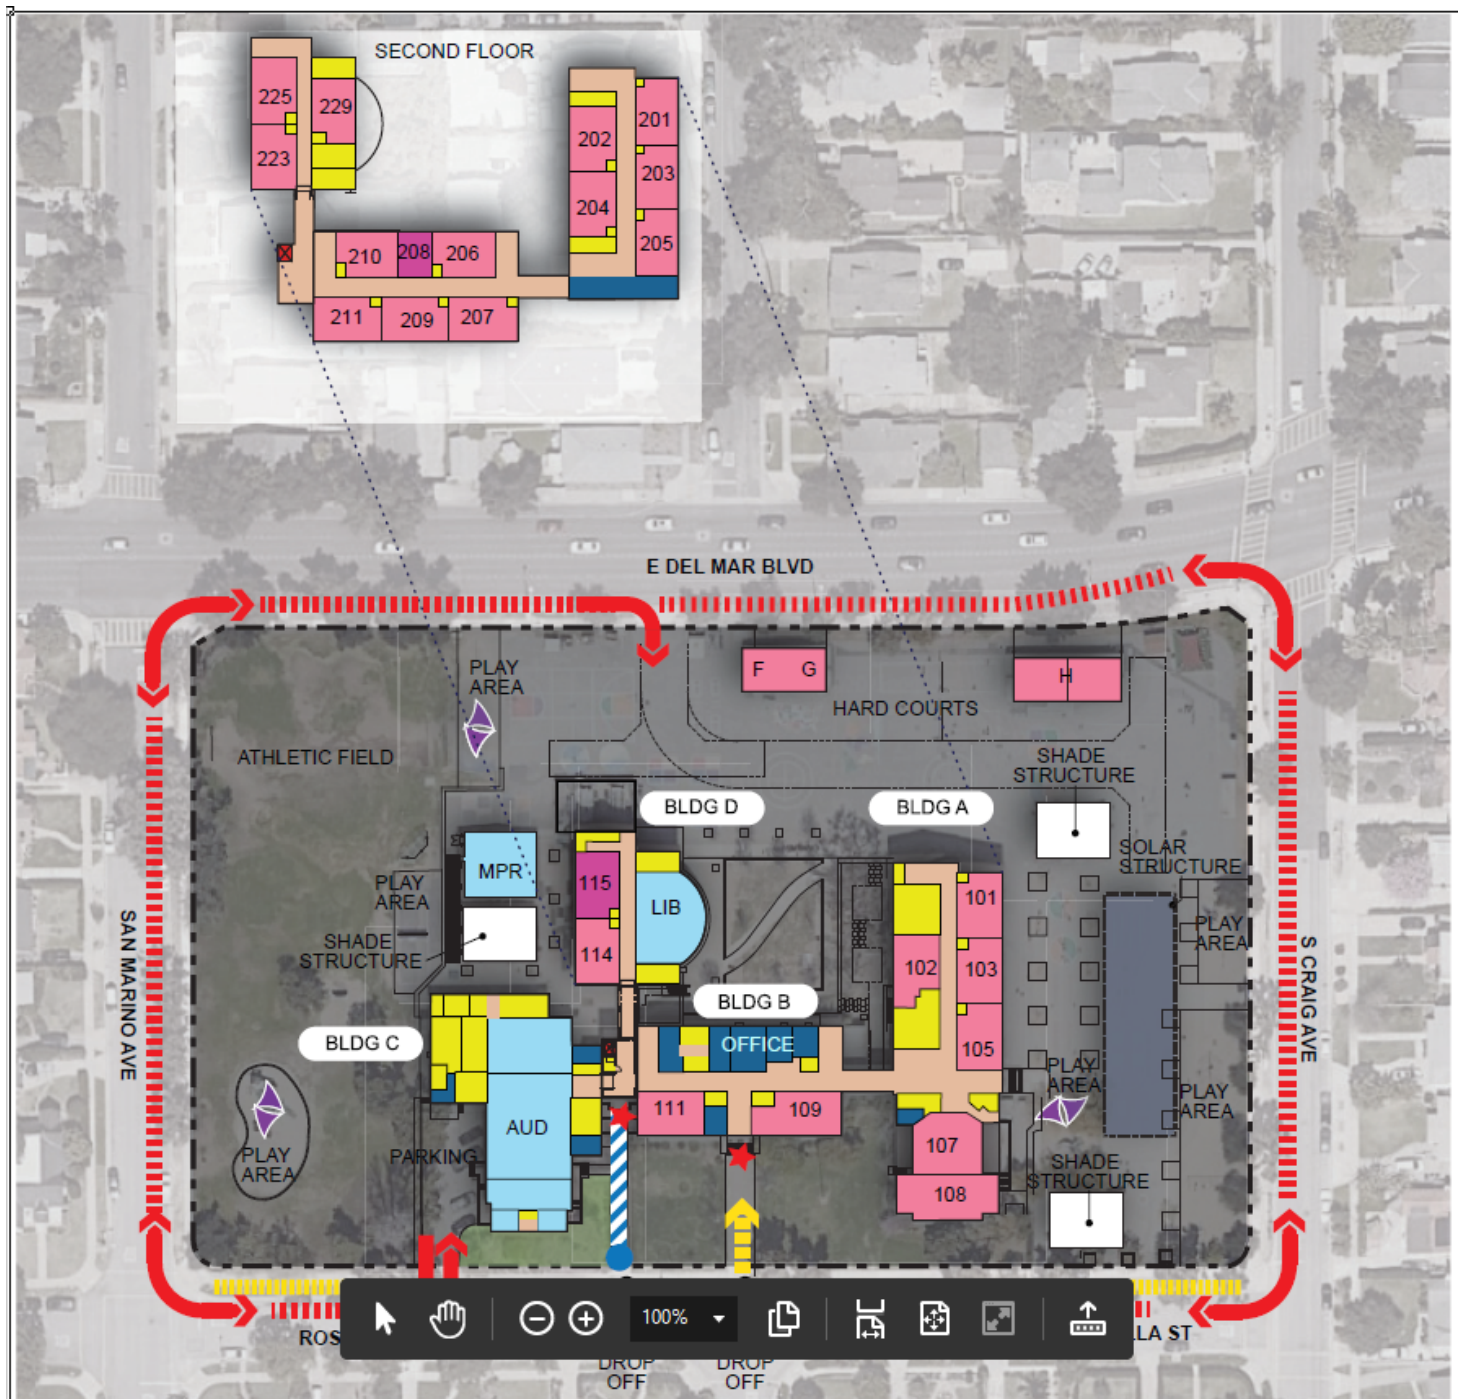 SECOND FLOOR
225
229
223
201
202
203
204
205
210
208
206
211
209
207
E DEL MAR BLVD
PLAY
AREA
F G
H
HARD COURTS
ATHLETIC FIELD
SHADE
STRUCTURE
BLDG D
BLDG A
SOLAR
STRUCTURE
MPR
115
LIB
101
PLAY
AREA
114
102
103
PLAY
AREA
SHADE
STRUCTURE
SAN MARINO AVE
S CRAIG AVE
BLDG B
BLDG C
OFFICE
105
PLAY
AREA
PLAY
AREA
111
109
AUD
107
PARKING
PLAY
AREA
108
SHADE
STRUCTURE
100%
ROS
LLA ST
DROP
OFF
DROP
OFF